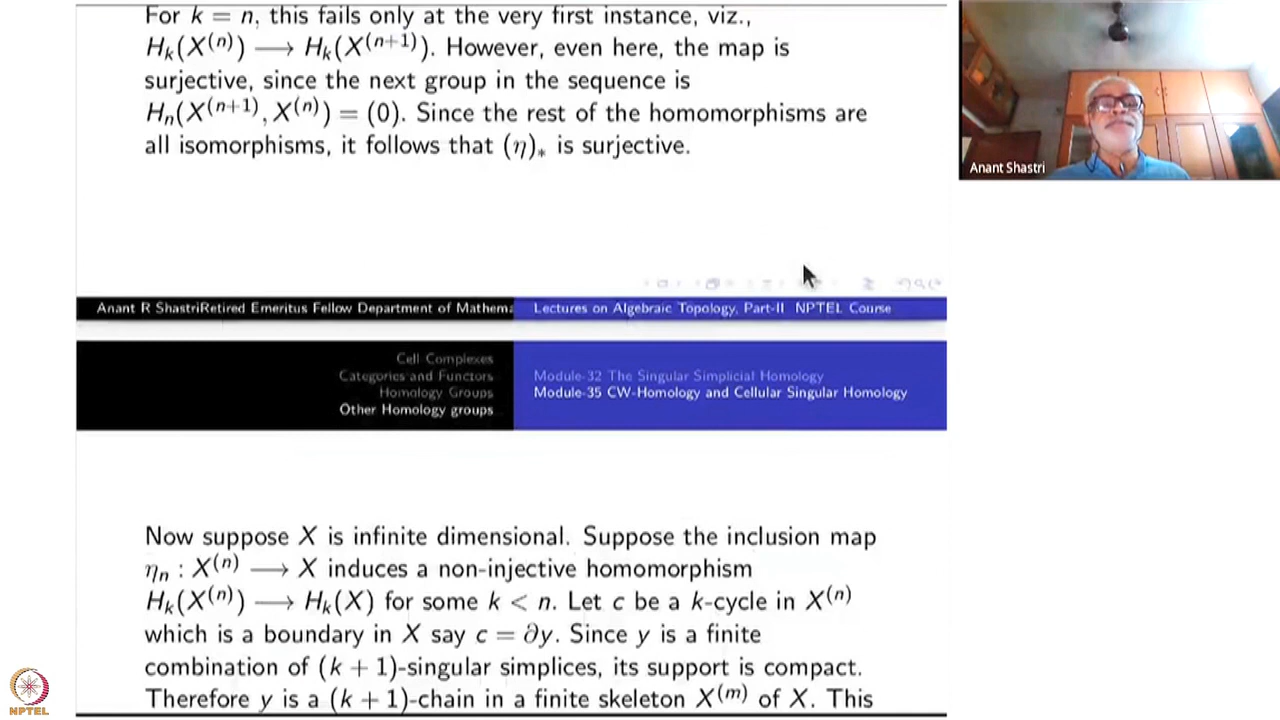 For k = n, this fails only at the very first instance, viz.,
H_k(X^(n)) ⟶ H_k(X^(n+1)). However, even here, the map is
surjective, since the next group in the sequence is
H_n(X^(n+1), X^(n)) = (0). Since the rest of the homomorphisms are
all isomorphisms, it follows that (η)_* is surjective.
Anant Shastri
Anant R ShastriRetired Emeritus Fellow Department of Mathema
Lectures on Algebraic Topology, Part-II NPTEL Course
Cell Complexes
Categories and Functors
Homology Groups
Other Homology groups
Module-32 The Singular Simplicial Homology
Module-35 CW-Homology and Cellular Singular Homology
Now suppose X is infinite dimensional. Suppose the inclusion map
η_n : X^(n) ⟶ X induces a non-injective homomorphism
H_k(X^(n)) ⟶ H_k(X) for some k < n. Let c be a k-cycle in X^(n)
which is a boundary in X say c = ∂y. Since y is a finite
combination of (k + 1)-singular simplices, its support is compact.
Therefore y is a (k + 1)-chain in a finite skeleton X^(m) of X. This
NPTEL